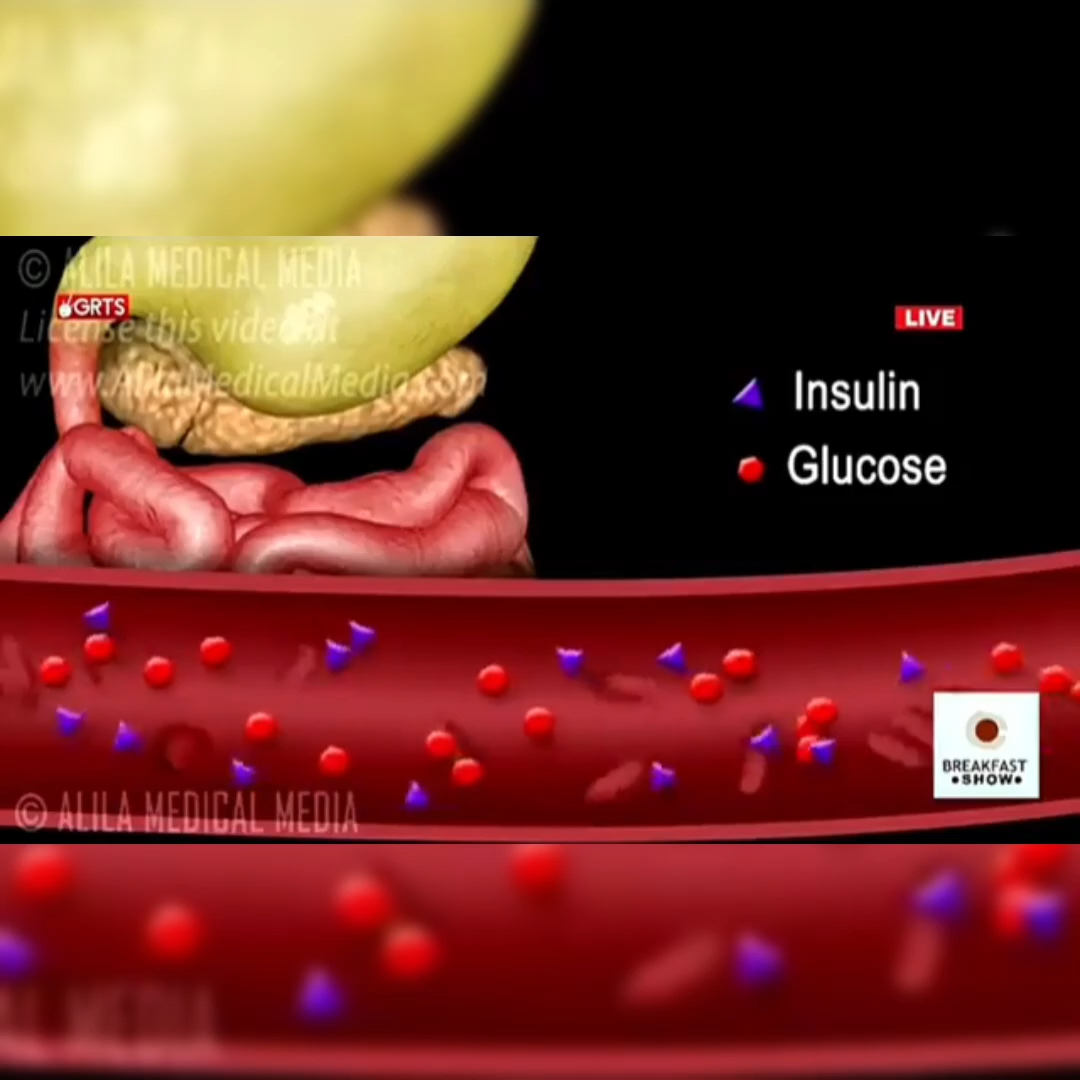 © ALILA MEDICAL MEDIA
GRTS
License this video at
www.AlilaMedicalMedia.com
LIVE
Insulin
Glucose
BREAKFAST
•SHOW•
© ALILA MEDICAL MEDIA